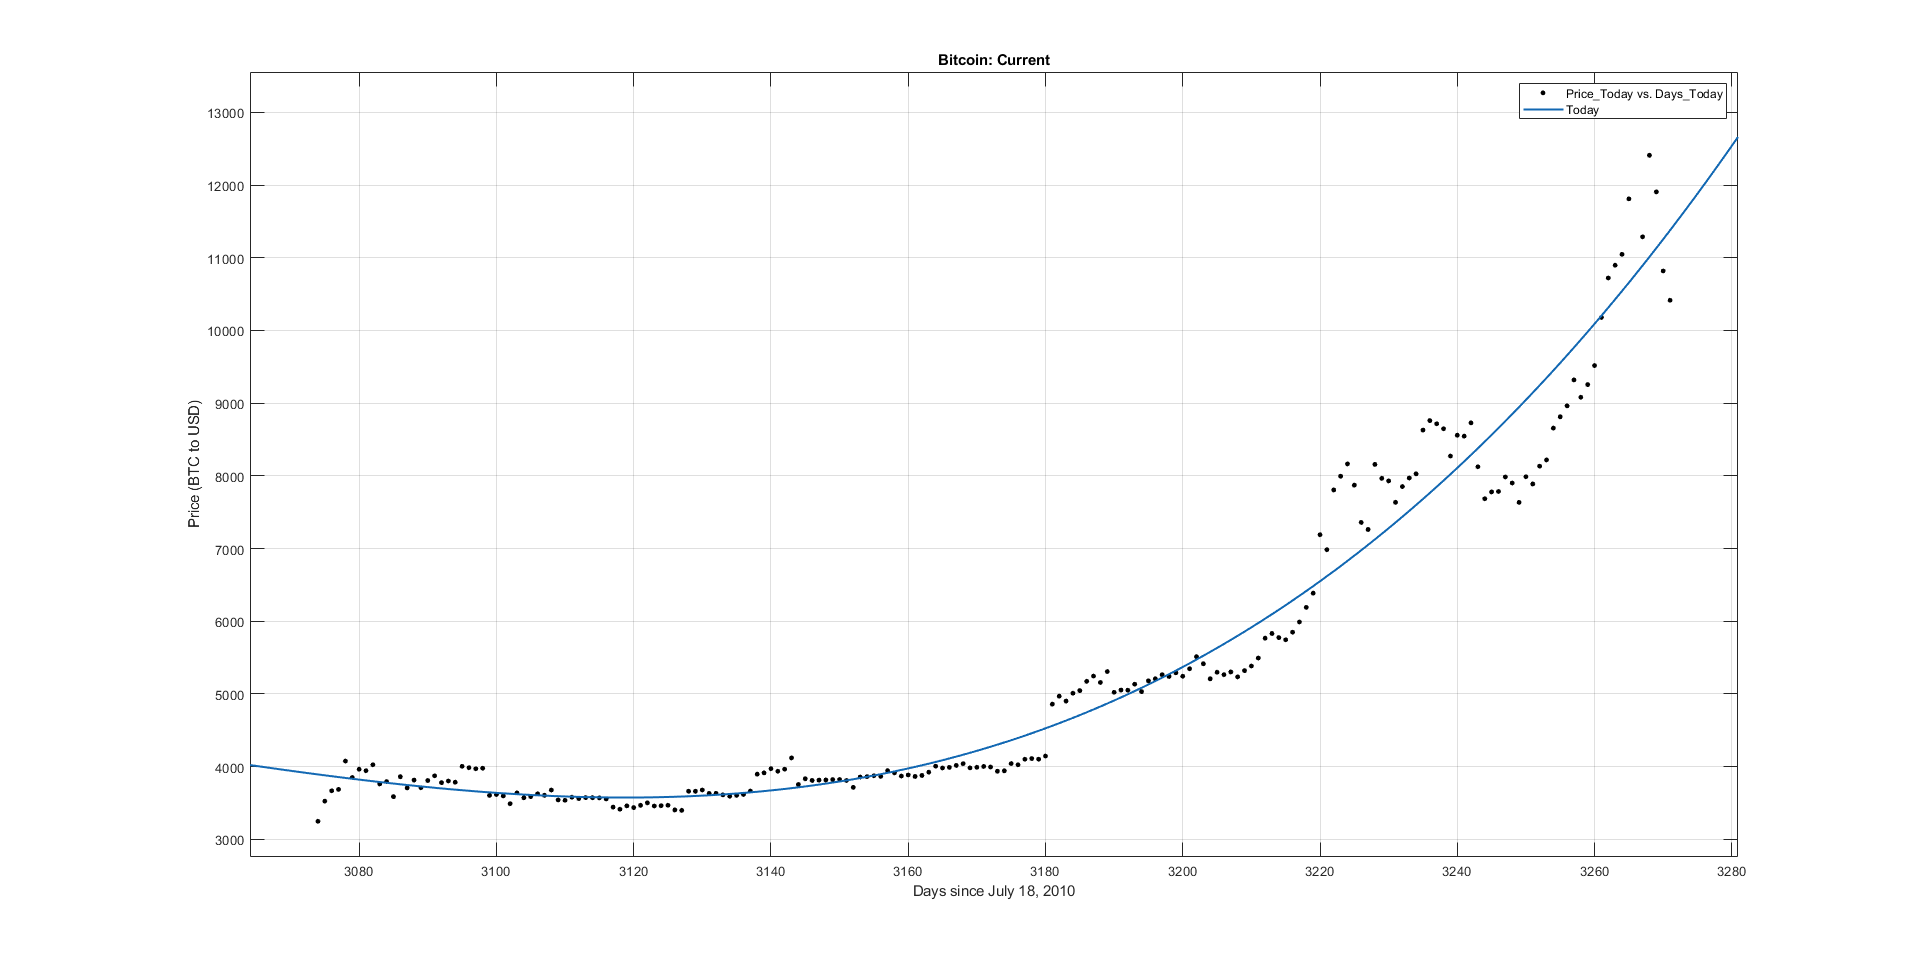 Bitcoin: Current
Price_Today vs. Days_Today
Today
13000
12000
11000
10000
9000
8000
7000
6000
5000
4000
3000
Price (BTC to USD)
3080 3100 3120 3140 3160 3180 3200 3220 3240 3260 3280
Days since July 18, 2010